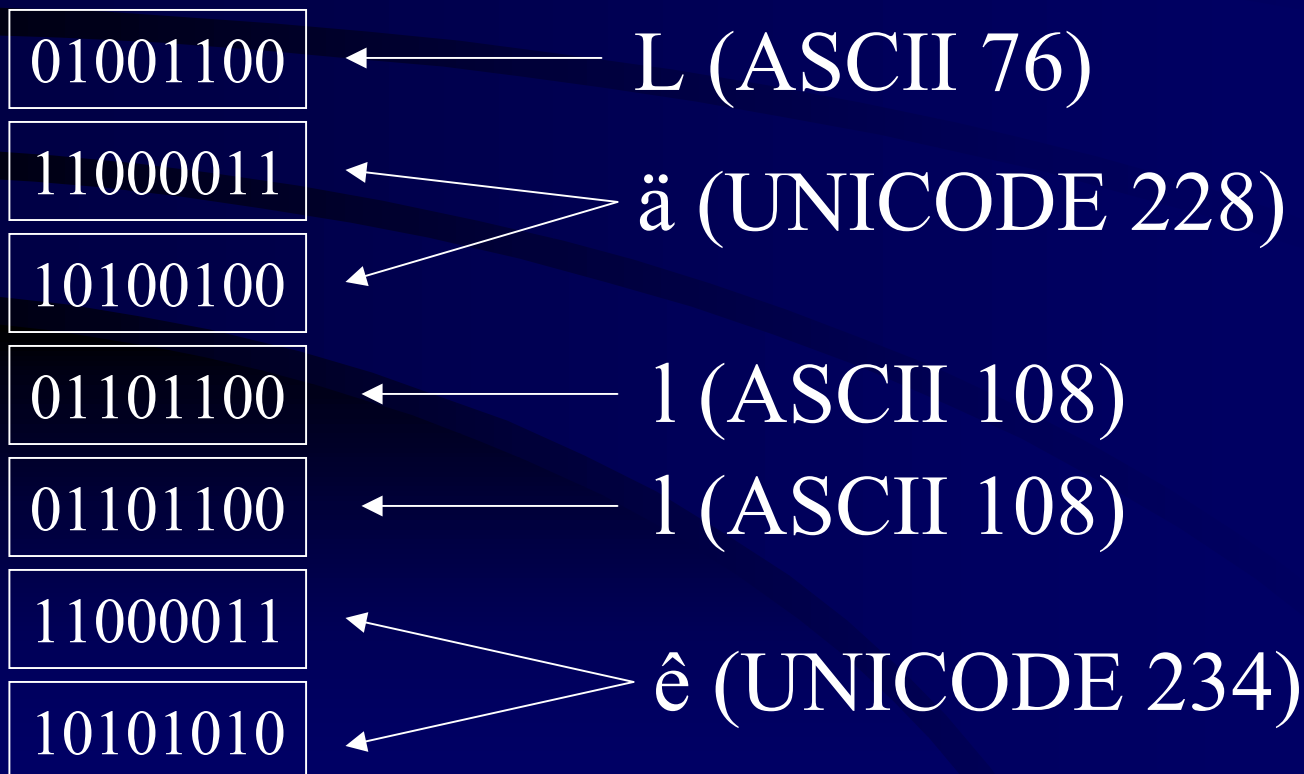 01001100 L (ASCII 76)
11000011
ä (UNICODE 228)
10100100
01101100 l (ASCII 108)
01101100 l (ASCII 108)
11000011
ê (UNICODE 234)
10101010